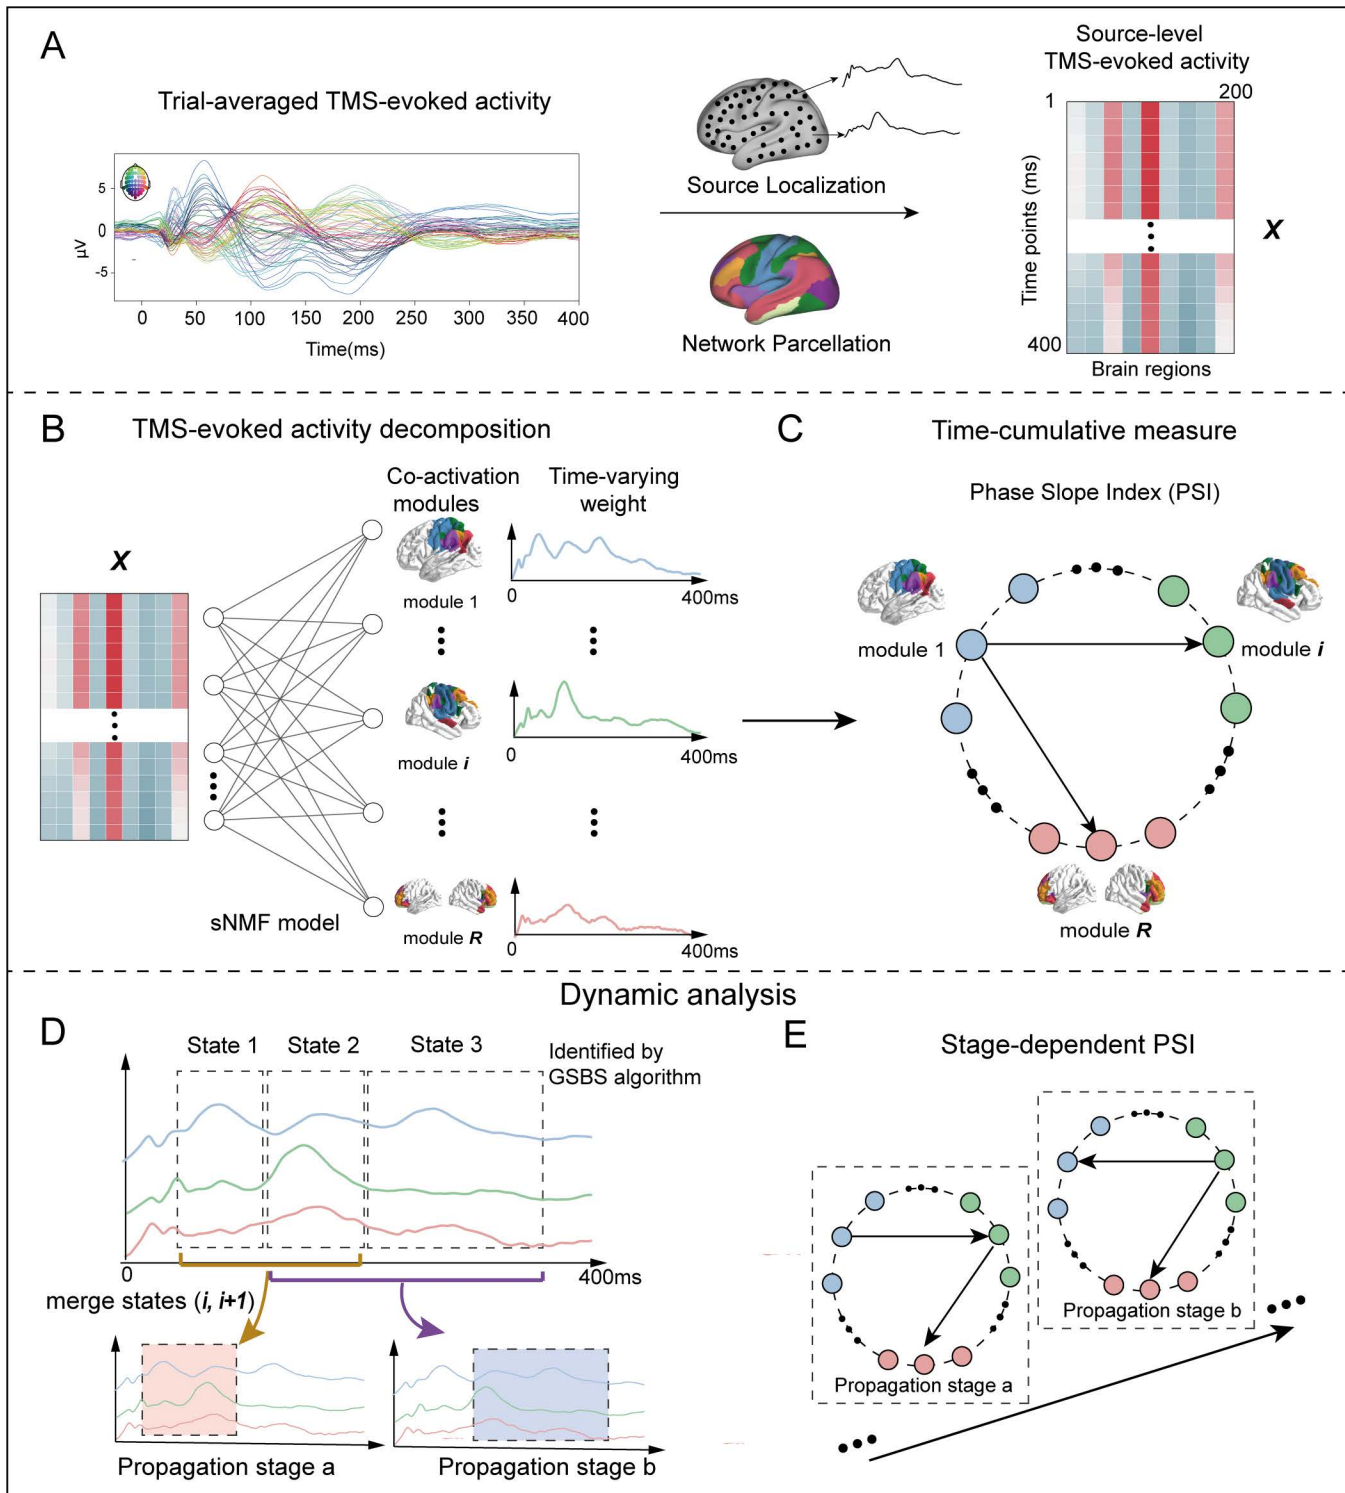 A
Trial-averaged TMS-evoked activity
5
0
-5
µV
0 50 100 150 200 250 300 350 400
Time(ms)
Source Localization
Network Parcellation
Source-level
TMS-evoked activity
1
200
Time points (ms)
X
400
Brain regions
B
TMS-evoked activity decomposition
X
Co-activation
modules
Time-varying
weight
module 1
0
400ms
module i
0
400ms
sNMF model
module R
0
400ms
C
Time-cumulative measure
Phase Slope Index (PSI)
module 1
module i
module R
Dynamic analysis
D
State 1
State 2
State 3
Identified by
GSBS algorithm
0
400ms
merge states (i, i+1)
Propagation stage a
Propagation stage b
E
Stage-dependent PSI
Propagation stage b
Propagation stage a